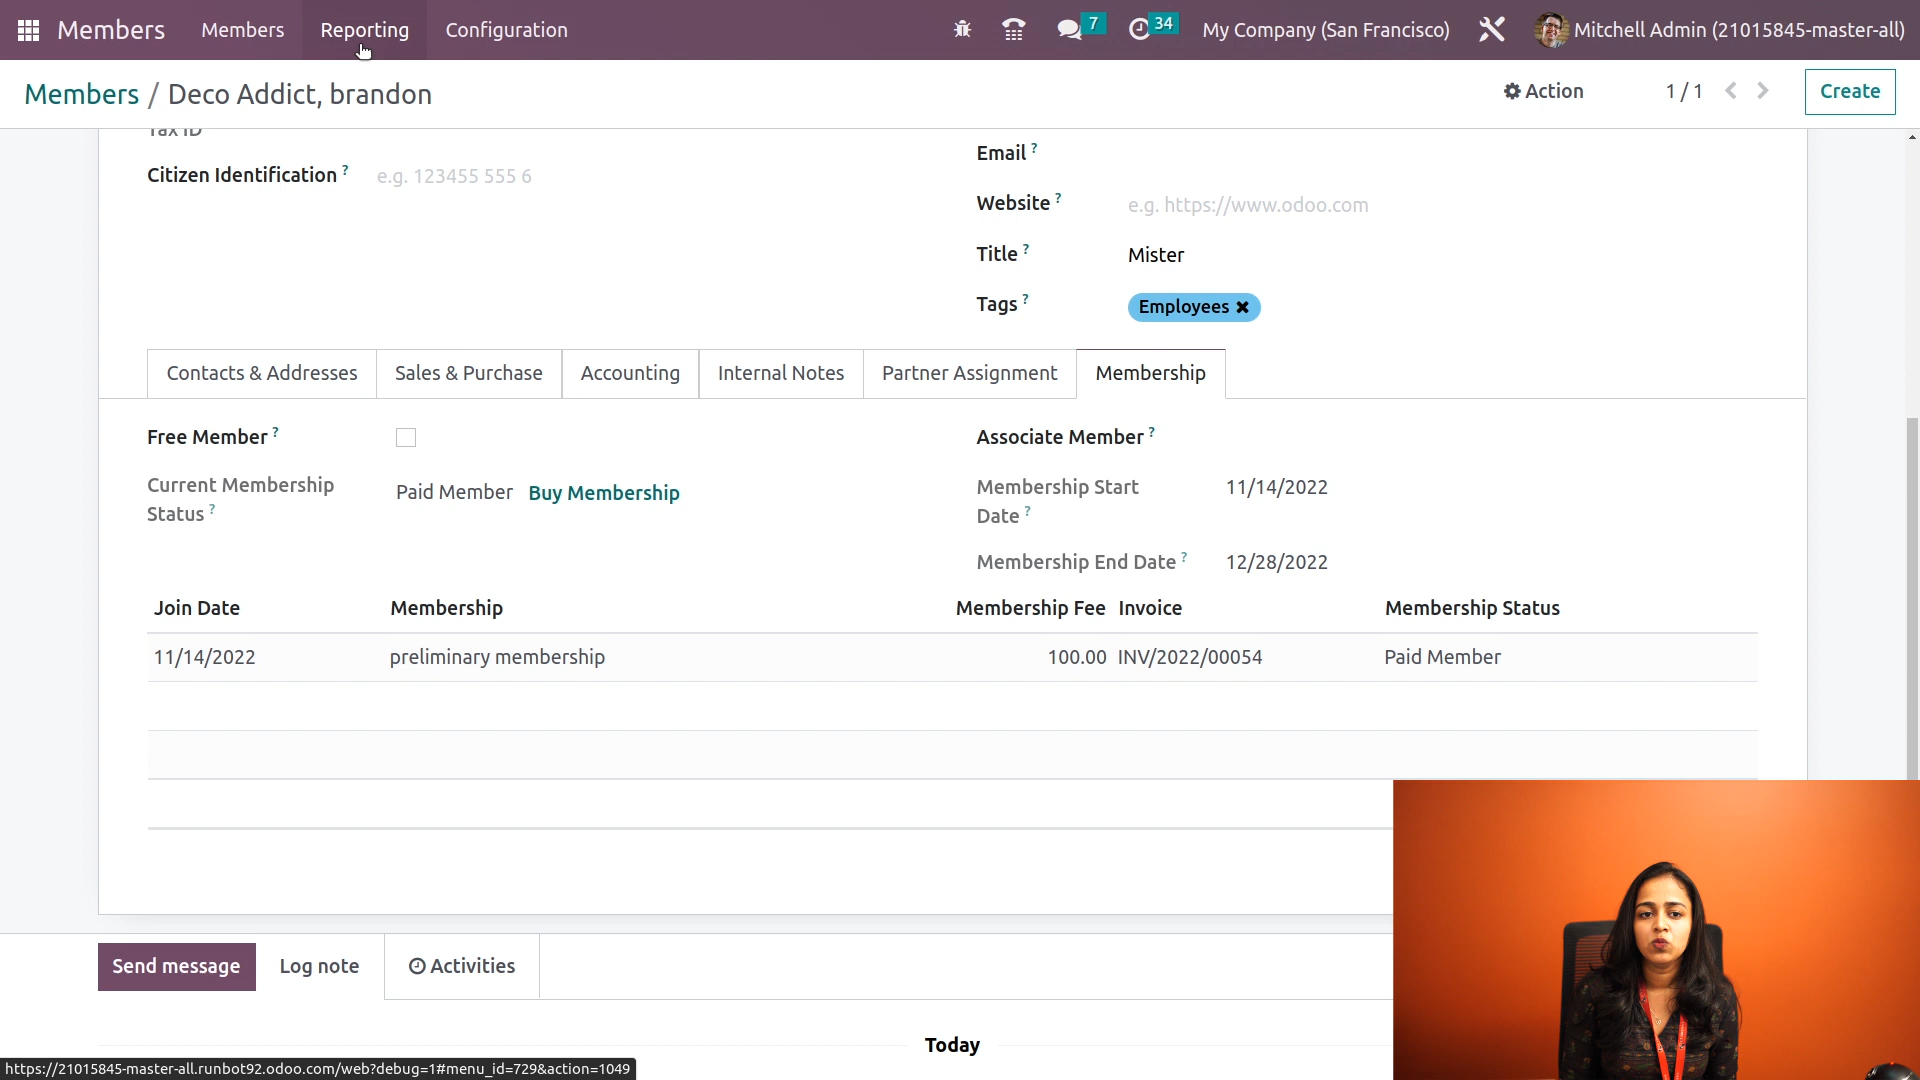 Members Members Reporting Configuration 7 34 My Company (San Francisco) Mitchell Admin (21015845-master-all)
Members / Deco Addict, brandon Action 1 / 1 Create
Tax ID
Email ?
Citizen Identification ? e.g. 123455 555 6
Website ? e.g. https://www.odoo.com
Title ? Mister
Tags ? Employees
Contacts & Addresses Sales & Purchase Accounting Internal Notes Partner Assignment Membership
Free Member ? Associate Member ?
Current Membership Status ? Paid Member Buy Membership
Membership Start Date ? 11/14/2022
Membership End Date ? 12/28/2022
Join Date Membership Membership Fee Invoice Membership Status
11/14/2022 preliminary membership 100.00 INV/2022/00054 Paid Member
Send message Log note Activities
Today
https://21015845-master-all.runbot92.odoo.com/web?debug=1#menu_id=729&action=1049